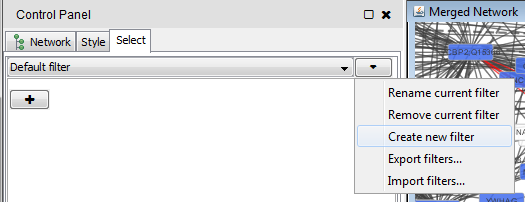 Control Panel
Merged Network
Network
Style
Select
Default filter
Rename current filter
Remove current filter
Create new filter
Export filters...
Import filters...